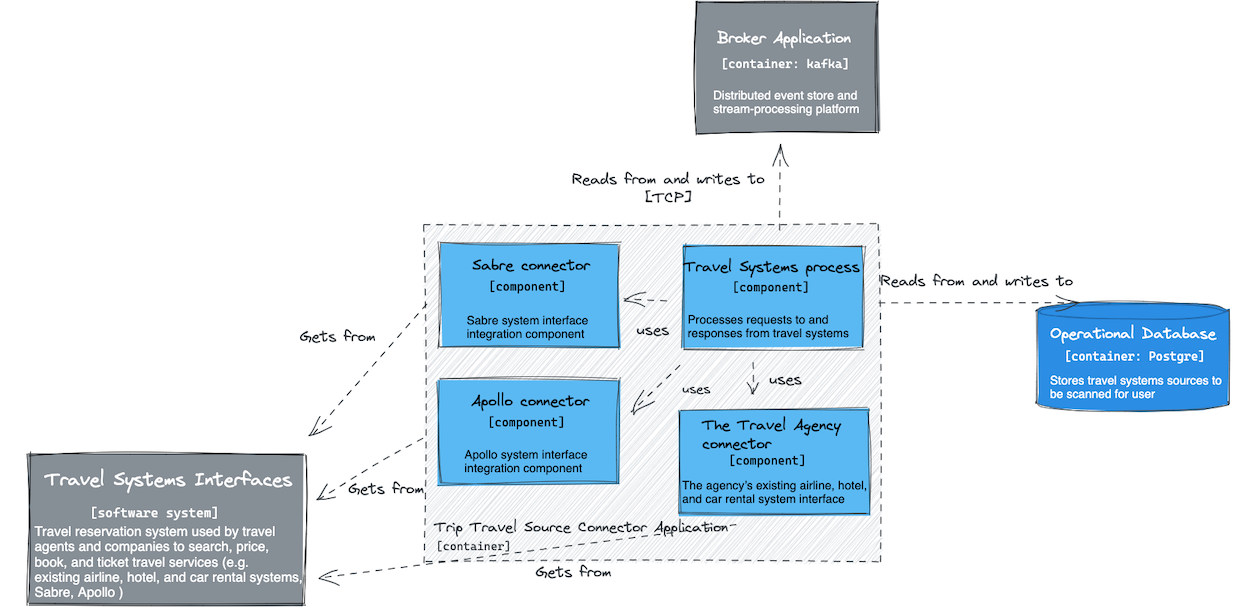 Broker Application
[container: kafka]
Distributed event store and
stream-processing platform
Reads from and writes to
[TCP]
Sabre connector
[component]
Sabre system interface
integration component
Travel Systems process
[component]
Processes requests to and
responses from travel systems
Reads from and writes to
Operational Database
[container: Postgre]
Stores travel systems sources to
be scanned for user
uses
Gets from
uses
uses
Apollo connector
[component]
Apollo system interface
integration component
The Travel Agency
connector
[component]
The agency's existing airline, hotel,
and car rental system interface
Gets from
Trip Travel Source Connector Application
[container]
Gets from
Travel Systems Interfaces
[software system]
Travel reservation system used by travel
agents and companies to search, price,
book, and ticket travel services (e.g.
existing airline, hotel, and car rental systems,
Sabre, Apollo )